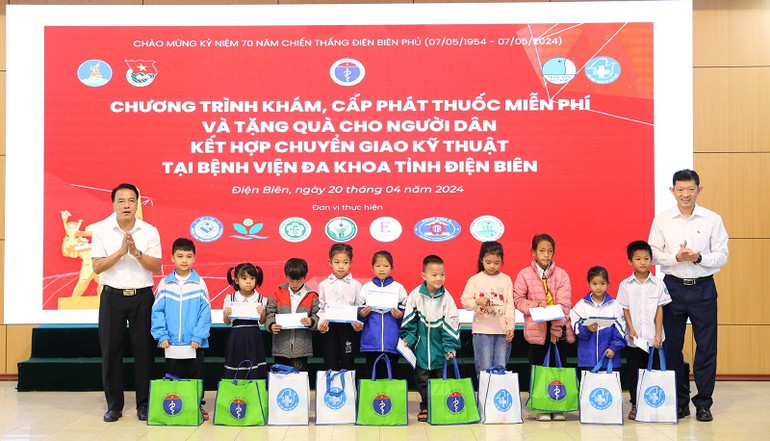 CHÀO MỪNG KỶ NIỆM 70 NĂM CHIẾN THẮNG ĐIỆN BIÊN PHỦ (07/05/1954 - 07/05/2024)
CHƯƠNG TRÌNH KHÁM, CẤP PHÁT THUỐC MIỄN PHÍ
VÀ TẶNG QUÀ CHO NGƯỜI DÂN
KẾT HỢP CHUYỂN GIAO KỸ THUẬT
TẠI BỆNH VIỆN ĐA KHOA TỈNH ĐIỆN BIÊN
Điện Biên, ngày 20 tháng 04 năm 2024
Đơn vị thực hiện
E